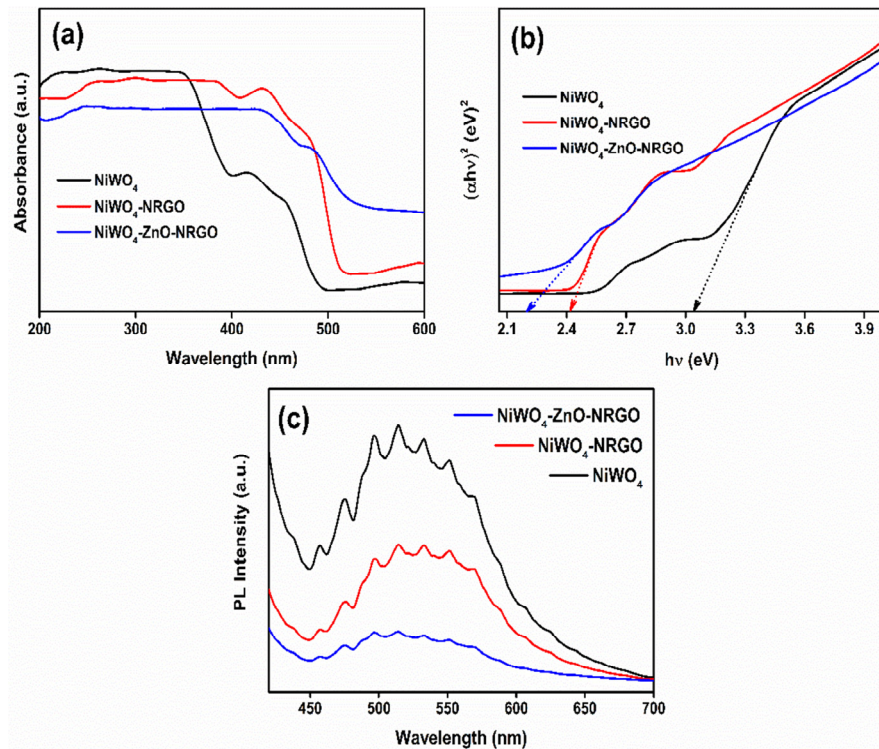 (a)
Absorbance (a.u.)
NiWO₄
NiWO₄-NRGO
NiWO₄-ZnO-NRGO
200 300 400 500 600
Wavelength (nm)
(b)
(αhν)² (eV)²
NiWO₄
NiWO₄-NRGO
NiWO₄-ZnO-NRGO
2.1 2.4 2.7 3.0 3.3 3.6 3.9
hν (eV)
(c)
PL Intensity (a.u.)
NiWO₄-ZnO-NRGO
NiWO₄-NRGO
NiWO₄
450 500 550 600 650 700
Wavelength (nm)